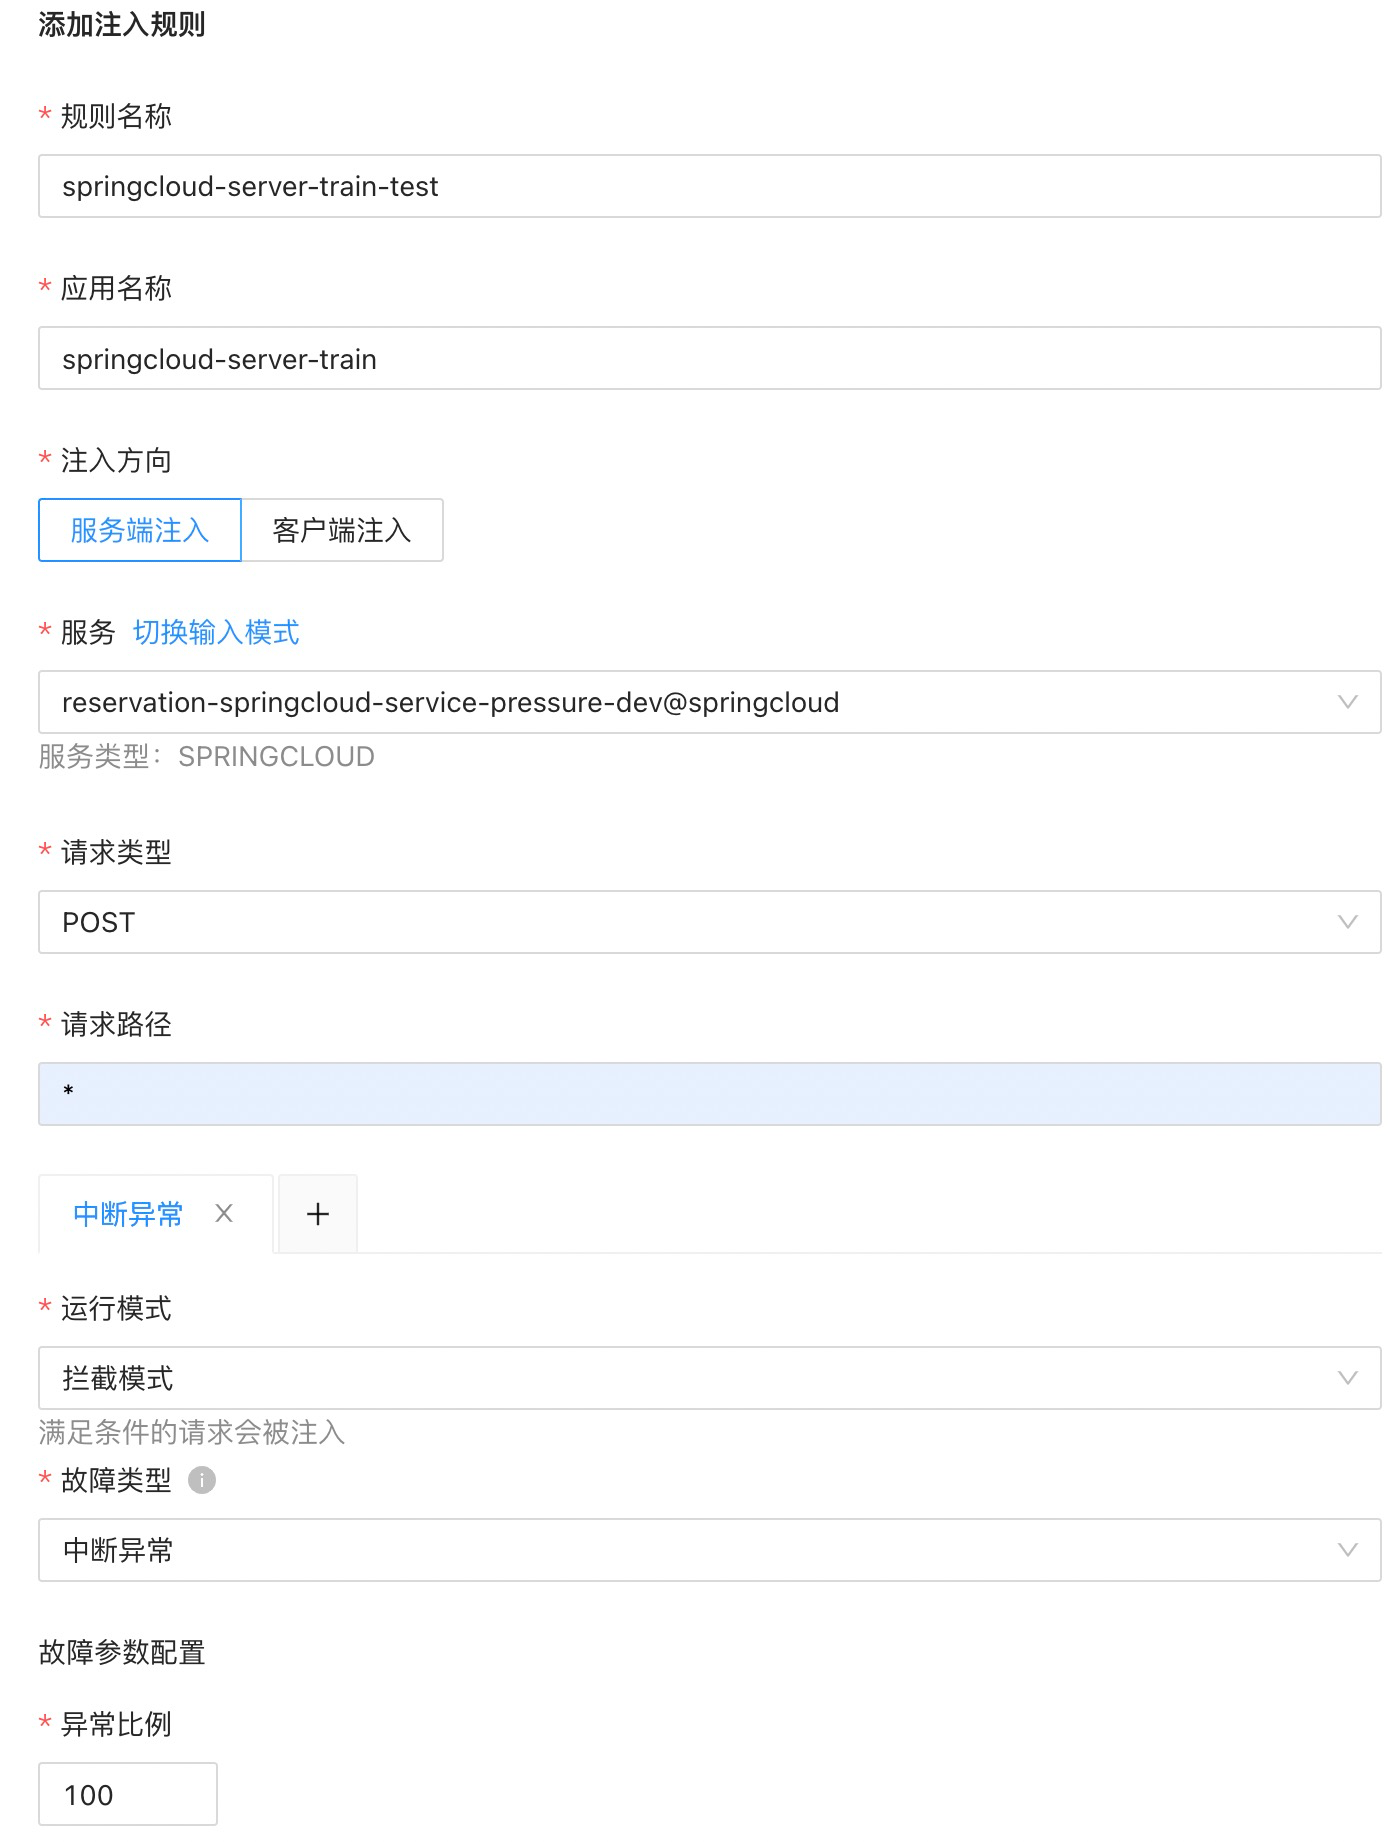 添加注入规则
* 规则名称
springcloud-server-train-test
* 应用名称
springcloud-server-train
* 注入方向
服务端注入 客户端注入
* 服务 切换输入模式
reservation-springcloud-service-pressure-dev@springcloud
服务类型：SPRINGCLOUD
* 请求类型
POST
* 请求路径
*
中断异常 X +
* 运行模式
拦截模式
满足条件的请求会被注入
* 故障类型 i
中断异常
故障参数配置
* 异常比例
100